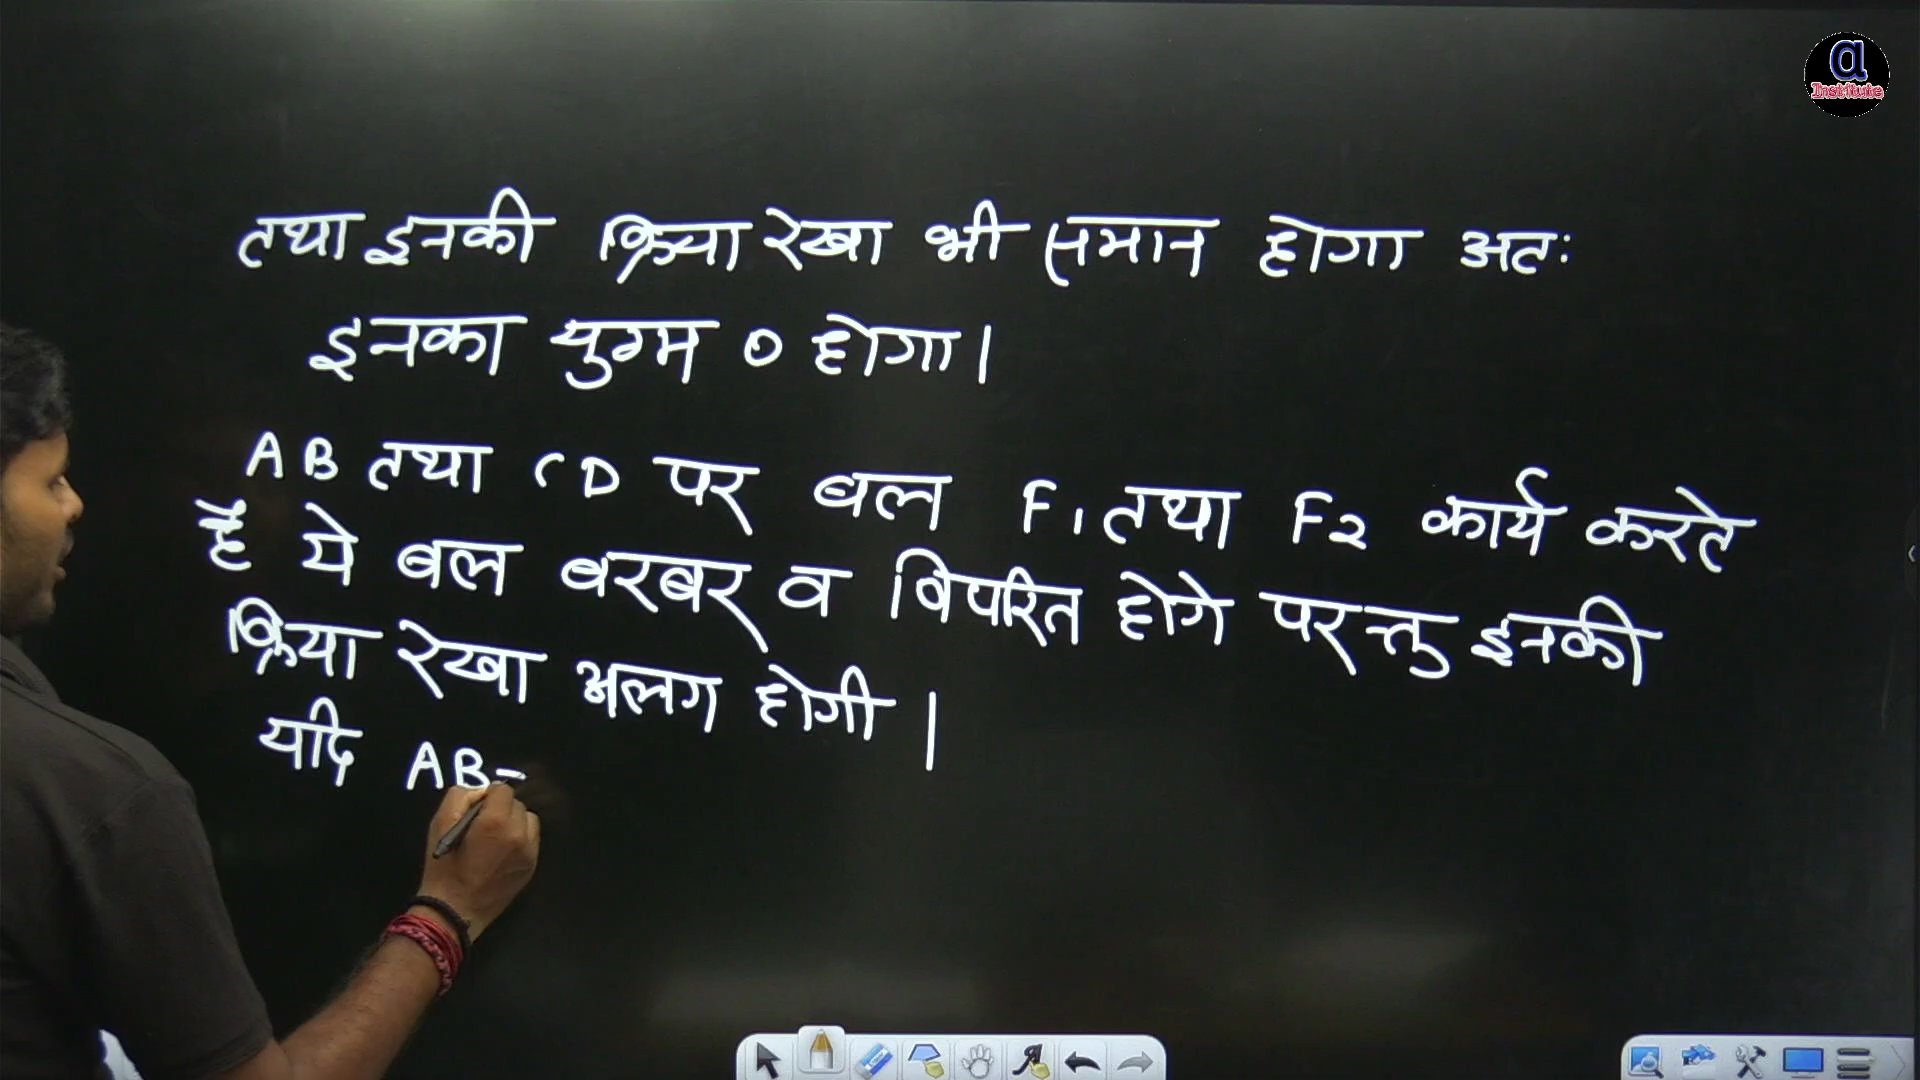 a
Institute
तथा इनकी क्रिया रेखा भी समान होगा अतः
इनका युग्म 0 होगा।
AB तथा CD पर बल F1 तथा F2 कार्य करते
हैं ये बल बरबर व विपरित होगे परन्तु इनकी
क्रिया रेखा अलग होगी |
यदि AB=